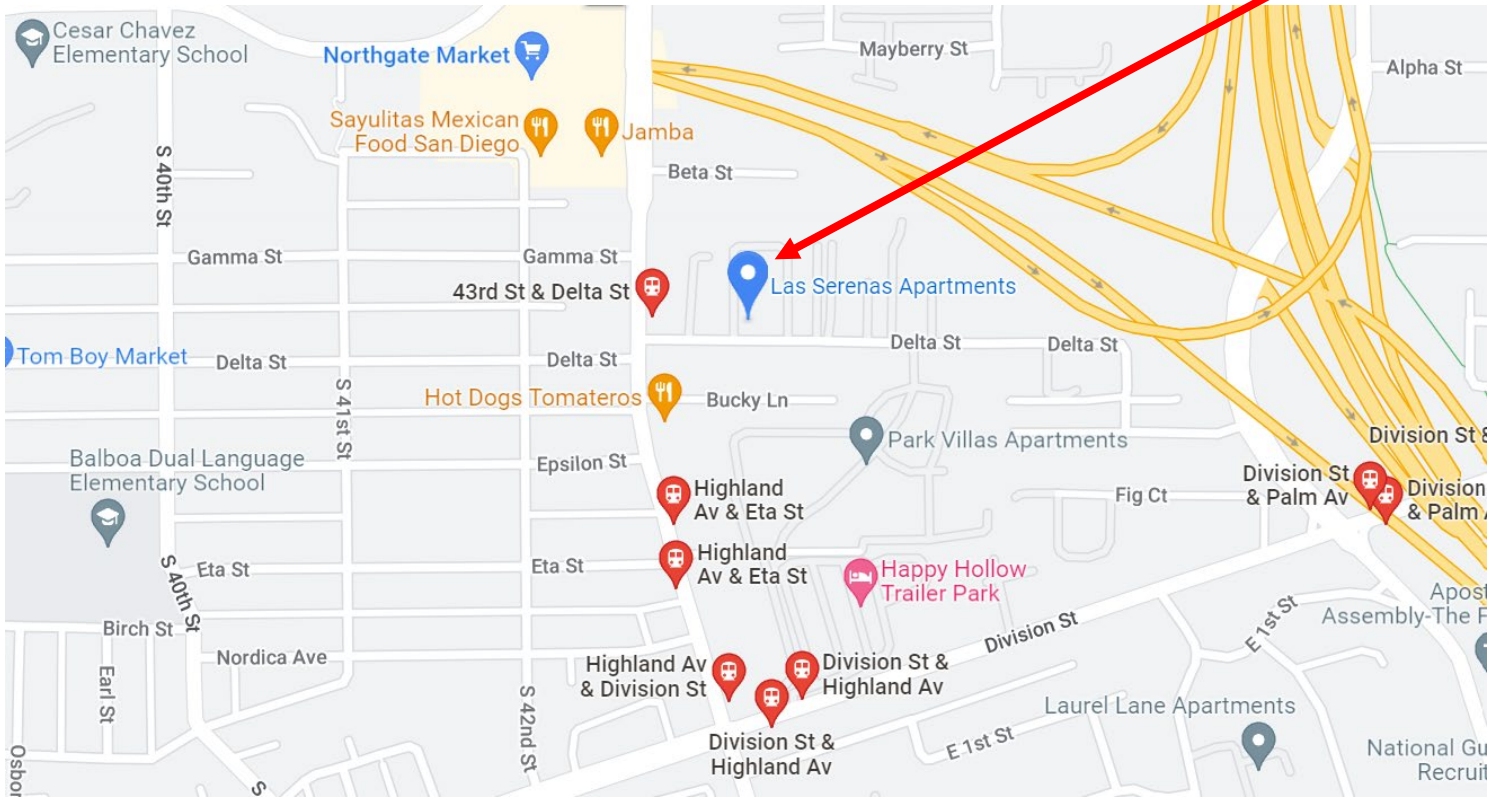 Cesar Chavez
Elementary School
Northgate Market
Mayberry St
Alpha St
Sayulitas Mexican
Food San Diego
Jamba
S 40th St
Beta St
Gamma St
Gamma St
43rd St & Delta St
Las Serenas Apartments
Tom Boy Market
Delta St
Delta St
Delta St
Delta St
S 41st St
Hot Dogs Tomateros
Bucky Ln
Park Villas Apartments
Division St &
Balboa Dual Language
Elementary School
Epsilon St
Highland
Av & Eta St
Fig Ct
Division St
& Palm Av
Division
& Palm
Highland
Av & Eta St
S 40th St
Eta St
Eta St
Happy Hollow
Trailer Park
Apost
Assembly-The F
E 1st St
Birch St
Nordica Ave
Division St
Earl St
Highland Av
& Division St
Division St &
Highland Av
S 42nd St
Laurel Lane Apartments
Division St &
Highland Av
E 1st St
National Gu
Recruit
Osbor
S